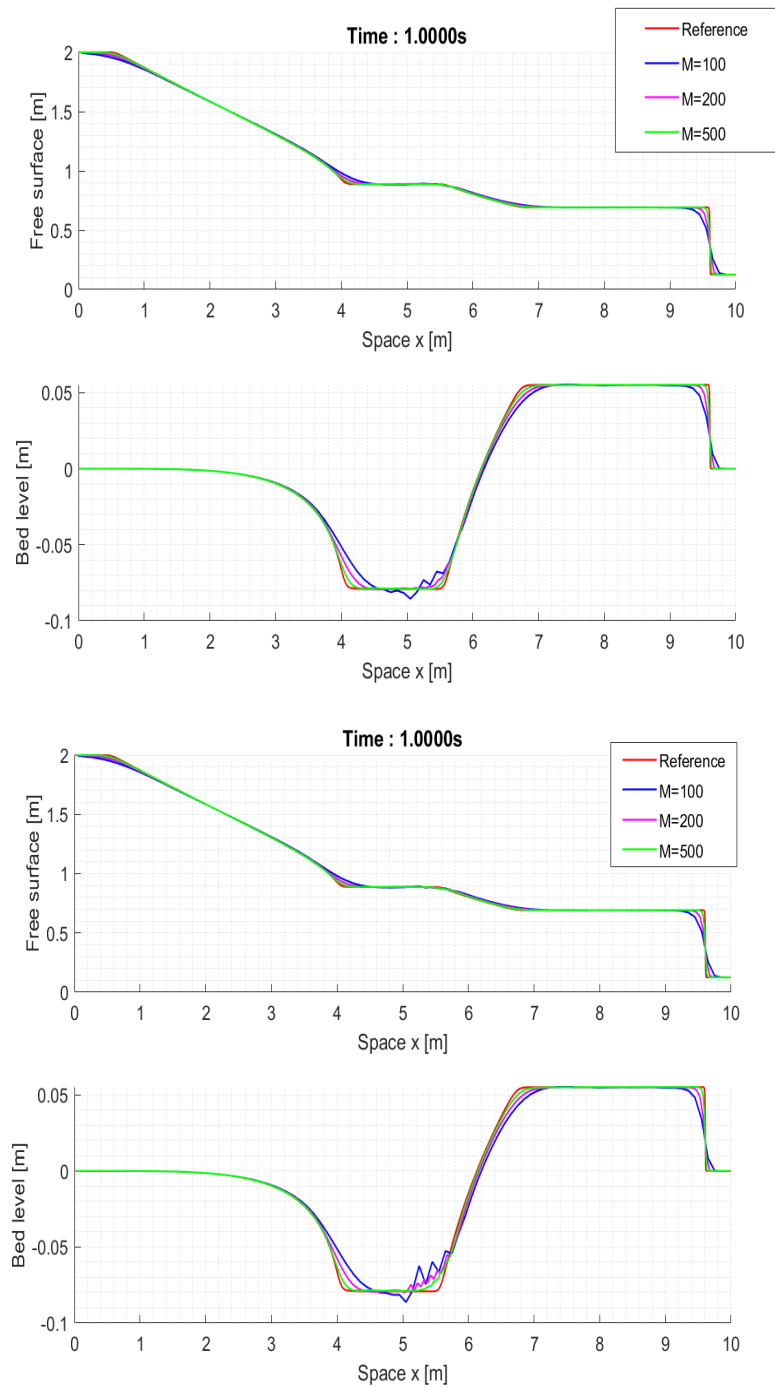 Time : 1.0000s
Reference
M=100
M=200
M=500
Free surface [m]
2
1.5
1
0.5
0
0 1 2 3 4 5 6 7 8 9 10
Space x [m]
Bed level [m]
0.05
0
-0.05
-0.1
0 1 2 3 4 5 6 7 8 9 10
Space x [m]
Time : 1.0000s
Reference
M=100
M=200
M=500
Free surface [m]
2
1.5
1
0.5
0
0 1 2 3 4 5 6 7 8 9 10
Space x [m]
Bed level [m]
0.05
0
-0.05
-0.1
0 1 2 3 4 5 6 7 8 9 10
Space x [m]